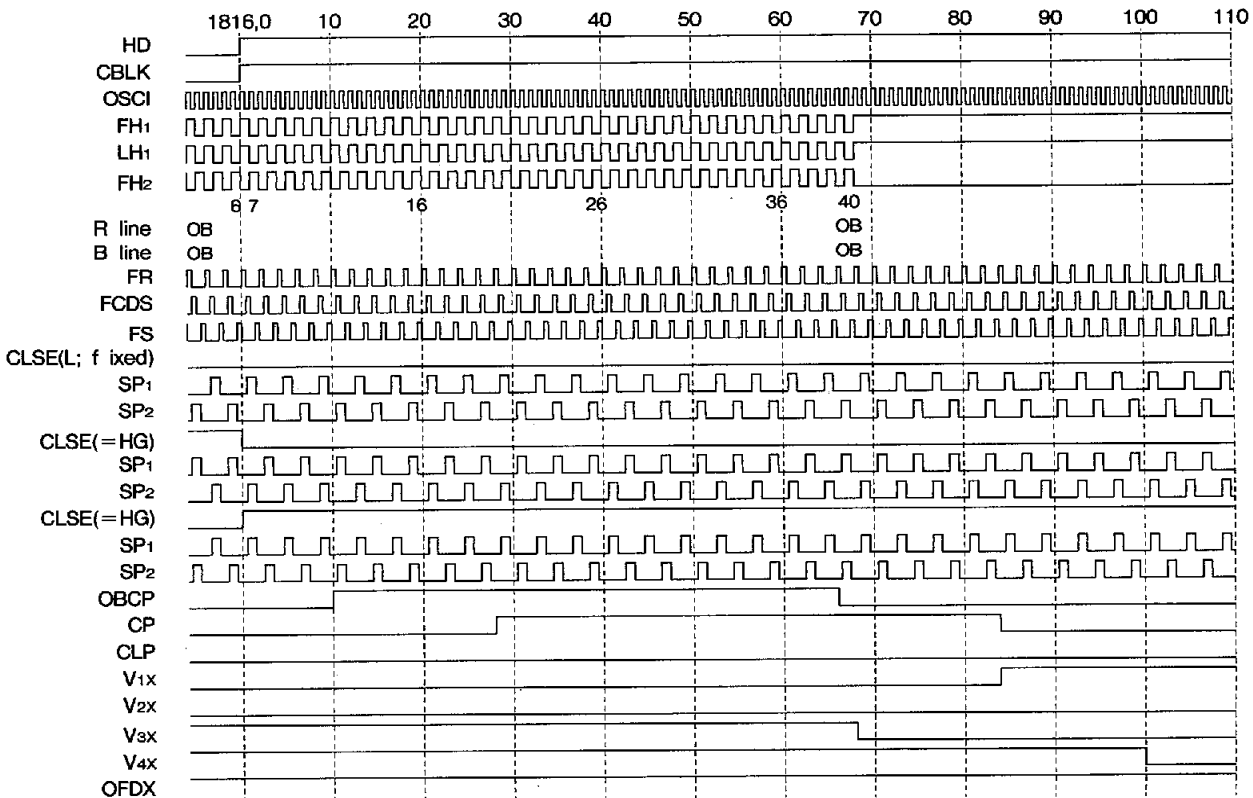 1816,0 10 20 30 40 50 60 70 80 90 100 110
HD
CBLK
OSCI
FH1
LH1
FH2
6 7 16 26 36 40
R line OB OB
B line OB OB
FR
FCDS
FS
CLSE(L; f ixed)
SP1
SP2
CLSE(=HG)
SP1
SP2
CLSE(=HG)
SP1
SP2
OBCP
CP
CLP
V1X
V2X
V3X
V4X
OFDX